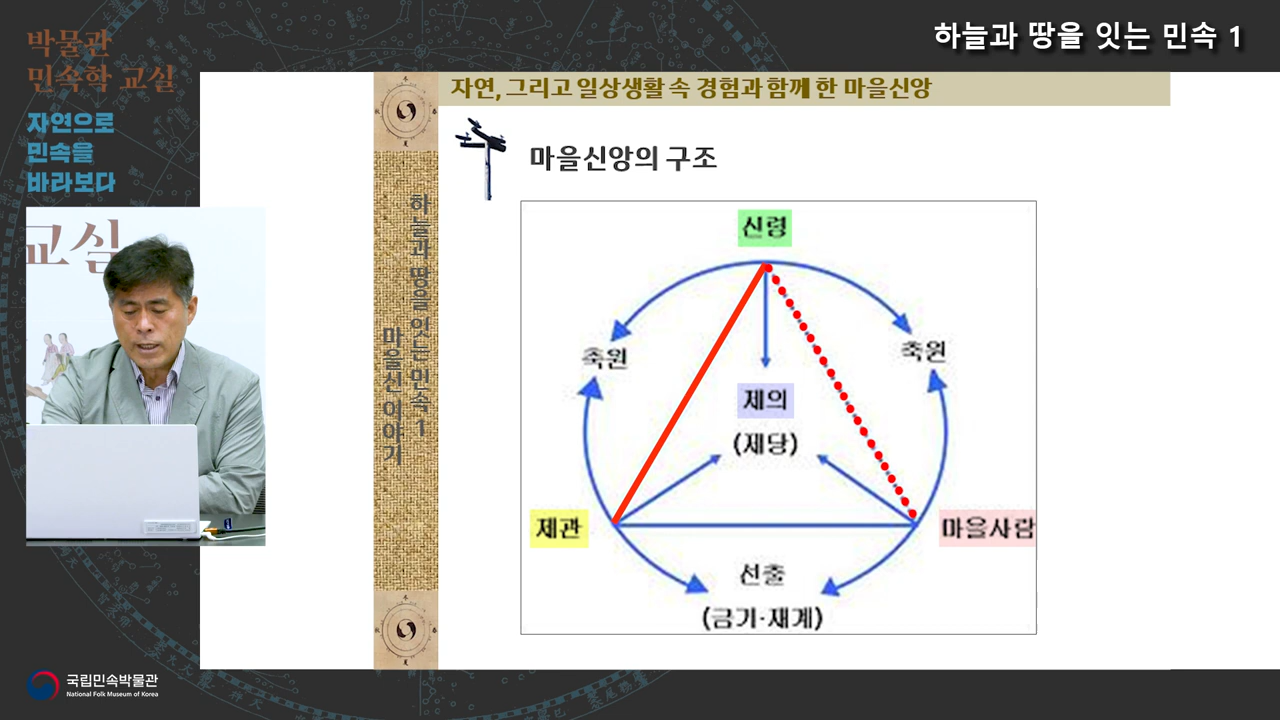 하늘과 땅을 잇는 민속 1
박물관
민속학 교실
자연으로
민속을
바라보다
교실
자연, 그리고 일상생활 속 경험과 함께 한 마을신앙
마을신앙의 구조
하늘과 땅을 잇는 민속 1
마을신 이야기
신령
축원
축원
제의
(제당)
제관
마을사람
선출
(금기·재계)
국립민속박물관
National Folk Museum of Korea